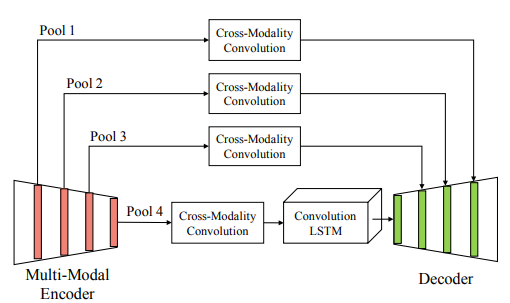 Pool 1
Cross-Modality
Convolution
Pool 2
Cross-Modality
Convolution
Pool 3
Cross-Modality
Convolution
Pool 4
Cross-Modality
Convolution
Convolution
LSTM
Multi-Modal
Encoder
Decoder